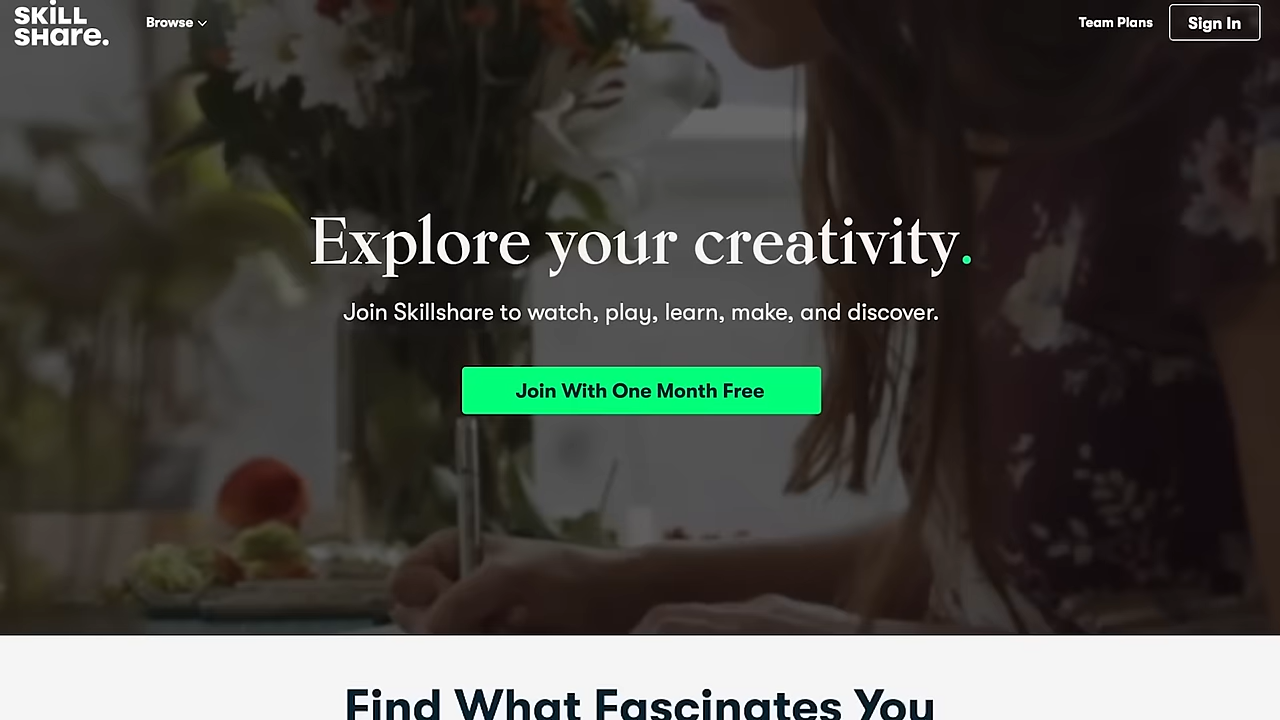 SKILL
SHare.
Browse
Team Plans
Sign In
Explore your creativity.
Join Skillshare to watch, play, learn, make, and discover.
Join With One Month Free
Find What Fascinates You